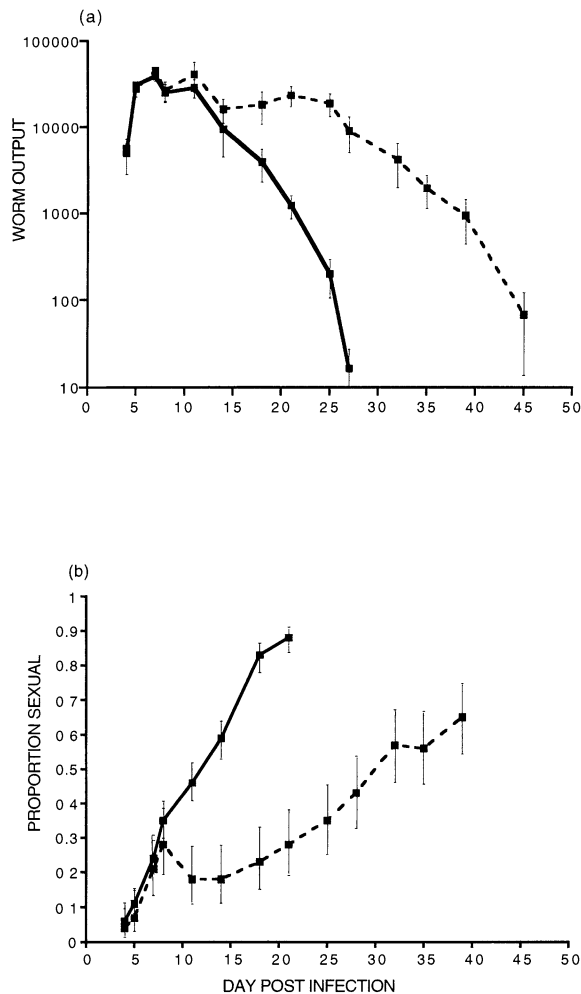 (a)
WORM OUTPUT
100000
10000
1000
100
10
0 5 10 15 20 25 30 35 40 45 50
(b)
PROPORTION SEXUAL
1
0.9
0.8
0 7
0 6
0.5
0 4
0.3
0.2
0 1
0
0 5 10 15 20 25 30 35 40 45 50
DAY POST INFECTION